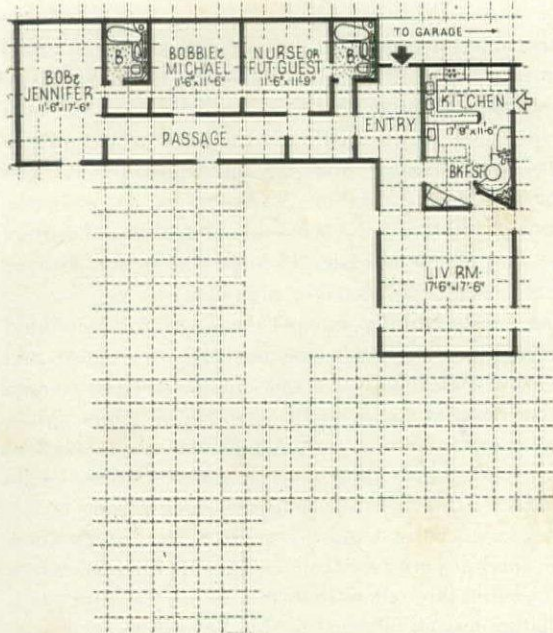 TO GARAGE
B.
BOBBIE &
MICHAEL
11'-6"x11'-6"
NURSE OR
FUT. GUEST
11'-6"x11'-9"
B.
BOB &
JENNIFER
11'-6"x17'-6"
KITCHEN
17'-9"x11'-6"
ENTRY
PASSAGE
BKFST
LIV RM.
17'-6"x17'-6"